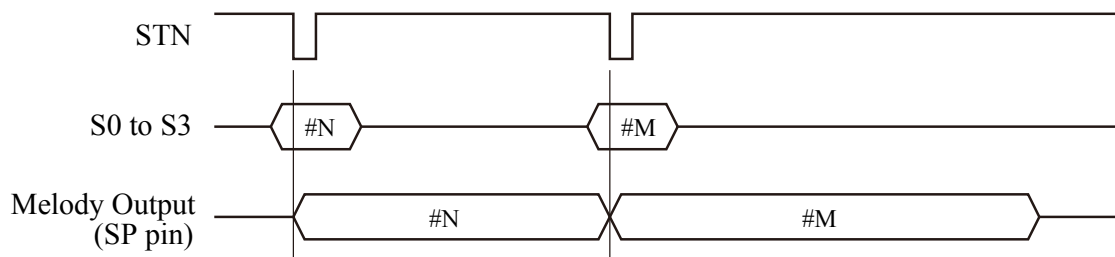 STN
S0 to S3
#N
#M
Melody Output
(SP pin)
#N
#M